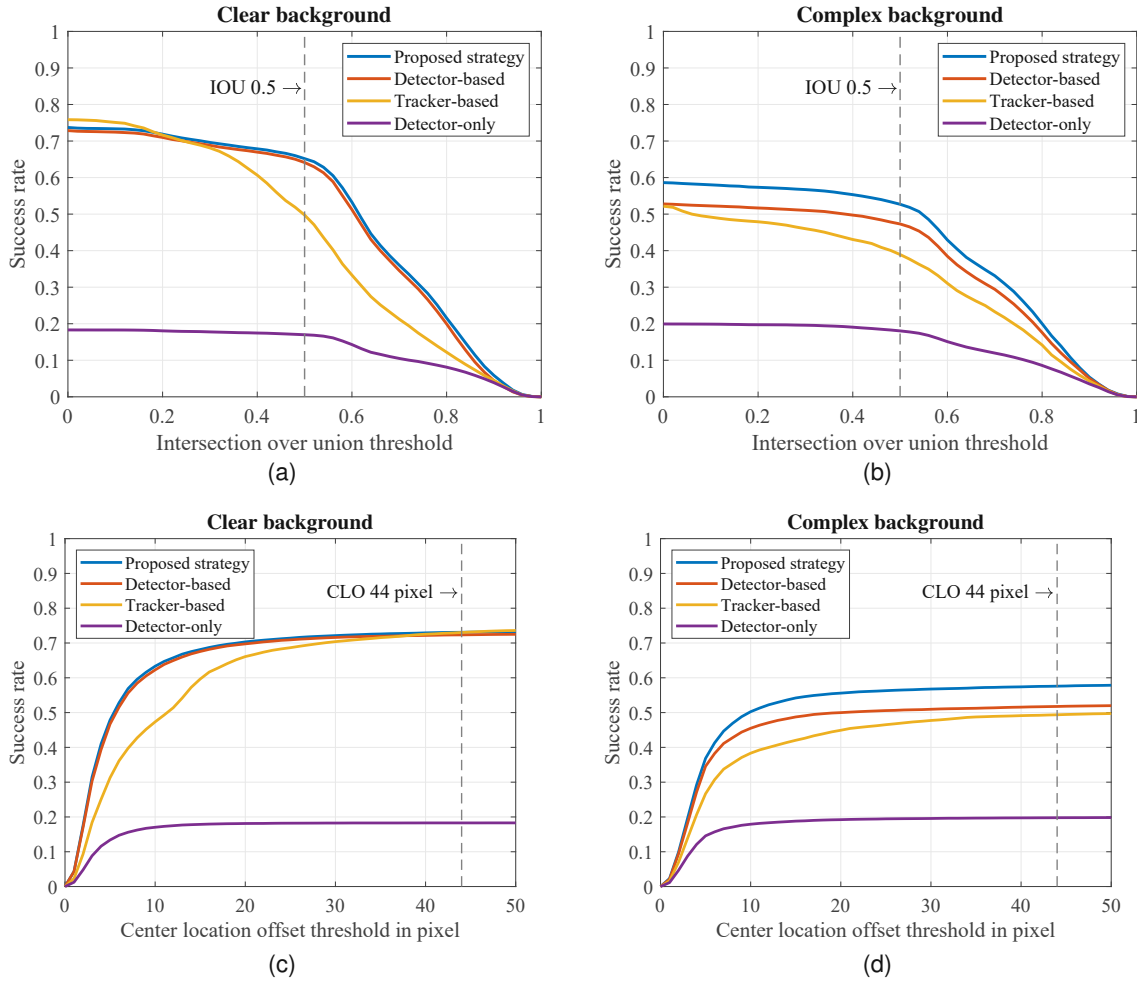 Clear background
1
0.9
0.8
0.7
0.6
0.5
0.4
0.3
0.2
0.1
0
Success rate
IOU 0.5 →
Proposed strategy
Detector-based
Tracker-based
Detector-only
0 0.2 0.4 0.6 0.8 1
Intersection over union threshold
(a)
Complex background
1
0.9
0.8
0.7
0.6
0.5
0.4
0.3
0.2
0.1
0
Success rate
IOU 0.5 →
Proposed strategy
Detector-based
Tracker-based
Detector-only
0 0.2 0.4 0.6 0.8 1
Intersection over union threshold
(b)
Clear background
1
0.9
0.8
0.7
0.6
0.5
0.4
0.3
0.2
0.1
0
Success rate
Proposed strategy
Detector-based
Tracker-based
Detector-only
CLO 44 pixel →
0 10 20 30 40 50
Center location offset threshold in pixel
(c)
Complex background
1
0.9
0.8
0.7
0.6
0.5
0.4
0.3
0.2
0.1
0
Success rate
Proposed strategy
Detector-based
Tracker-based
Detector-only
CLO 44 pixel →
0 10 20 30 40 50
Center location offset threshold in pixel
(d)